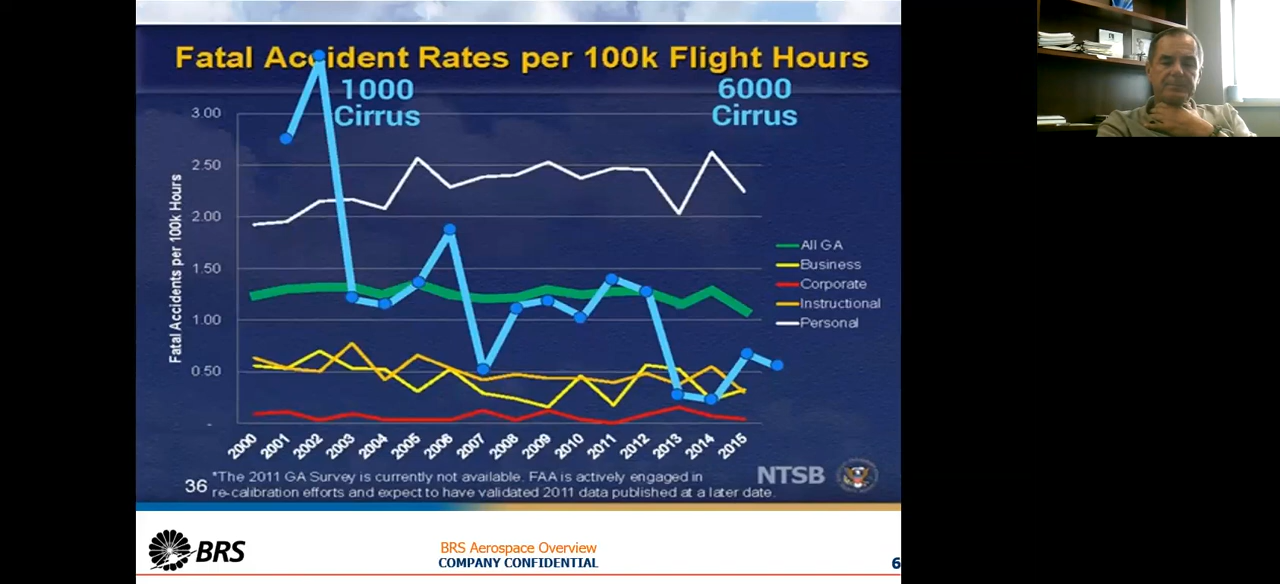 Fatal Accident Rates per 100k Flight Hours
1000
Cirrus
6000
Cirrus
Fatal Accidents per 100k Hours
3.00
2.50
2.00
1.50
1.00
0.50
-
2000
2001
2002
2003
2004
2005
2006
2007
2008
2009
2010
2011
2012
2013
2014
2015
All GA
Business
Corporate
Instructional
Personal
*The 2011 GA Survey is currently not available. FAA is actively engaged in
re-calibration efforts and expect to have validated 2011 data published at a later date.
36
NTSB
BRS
BRS Aerospace Overview
COMPANY CONFIDENTIAL
6